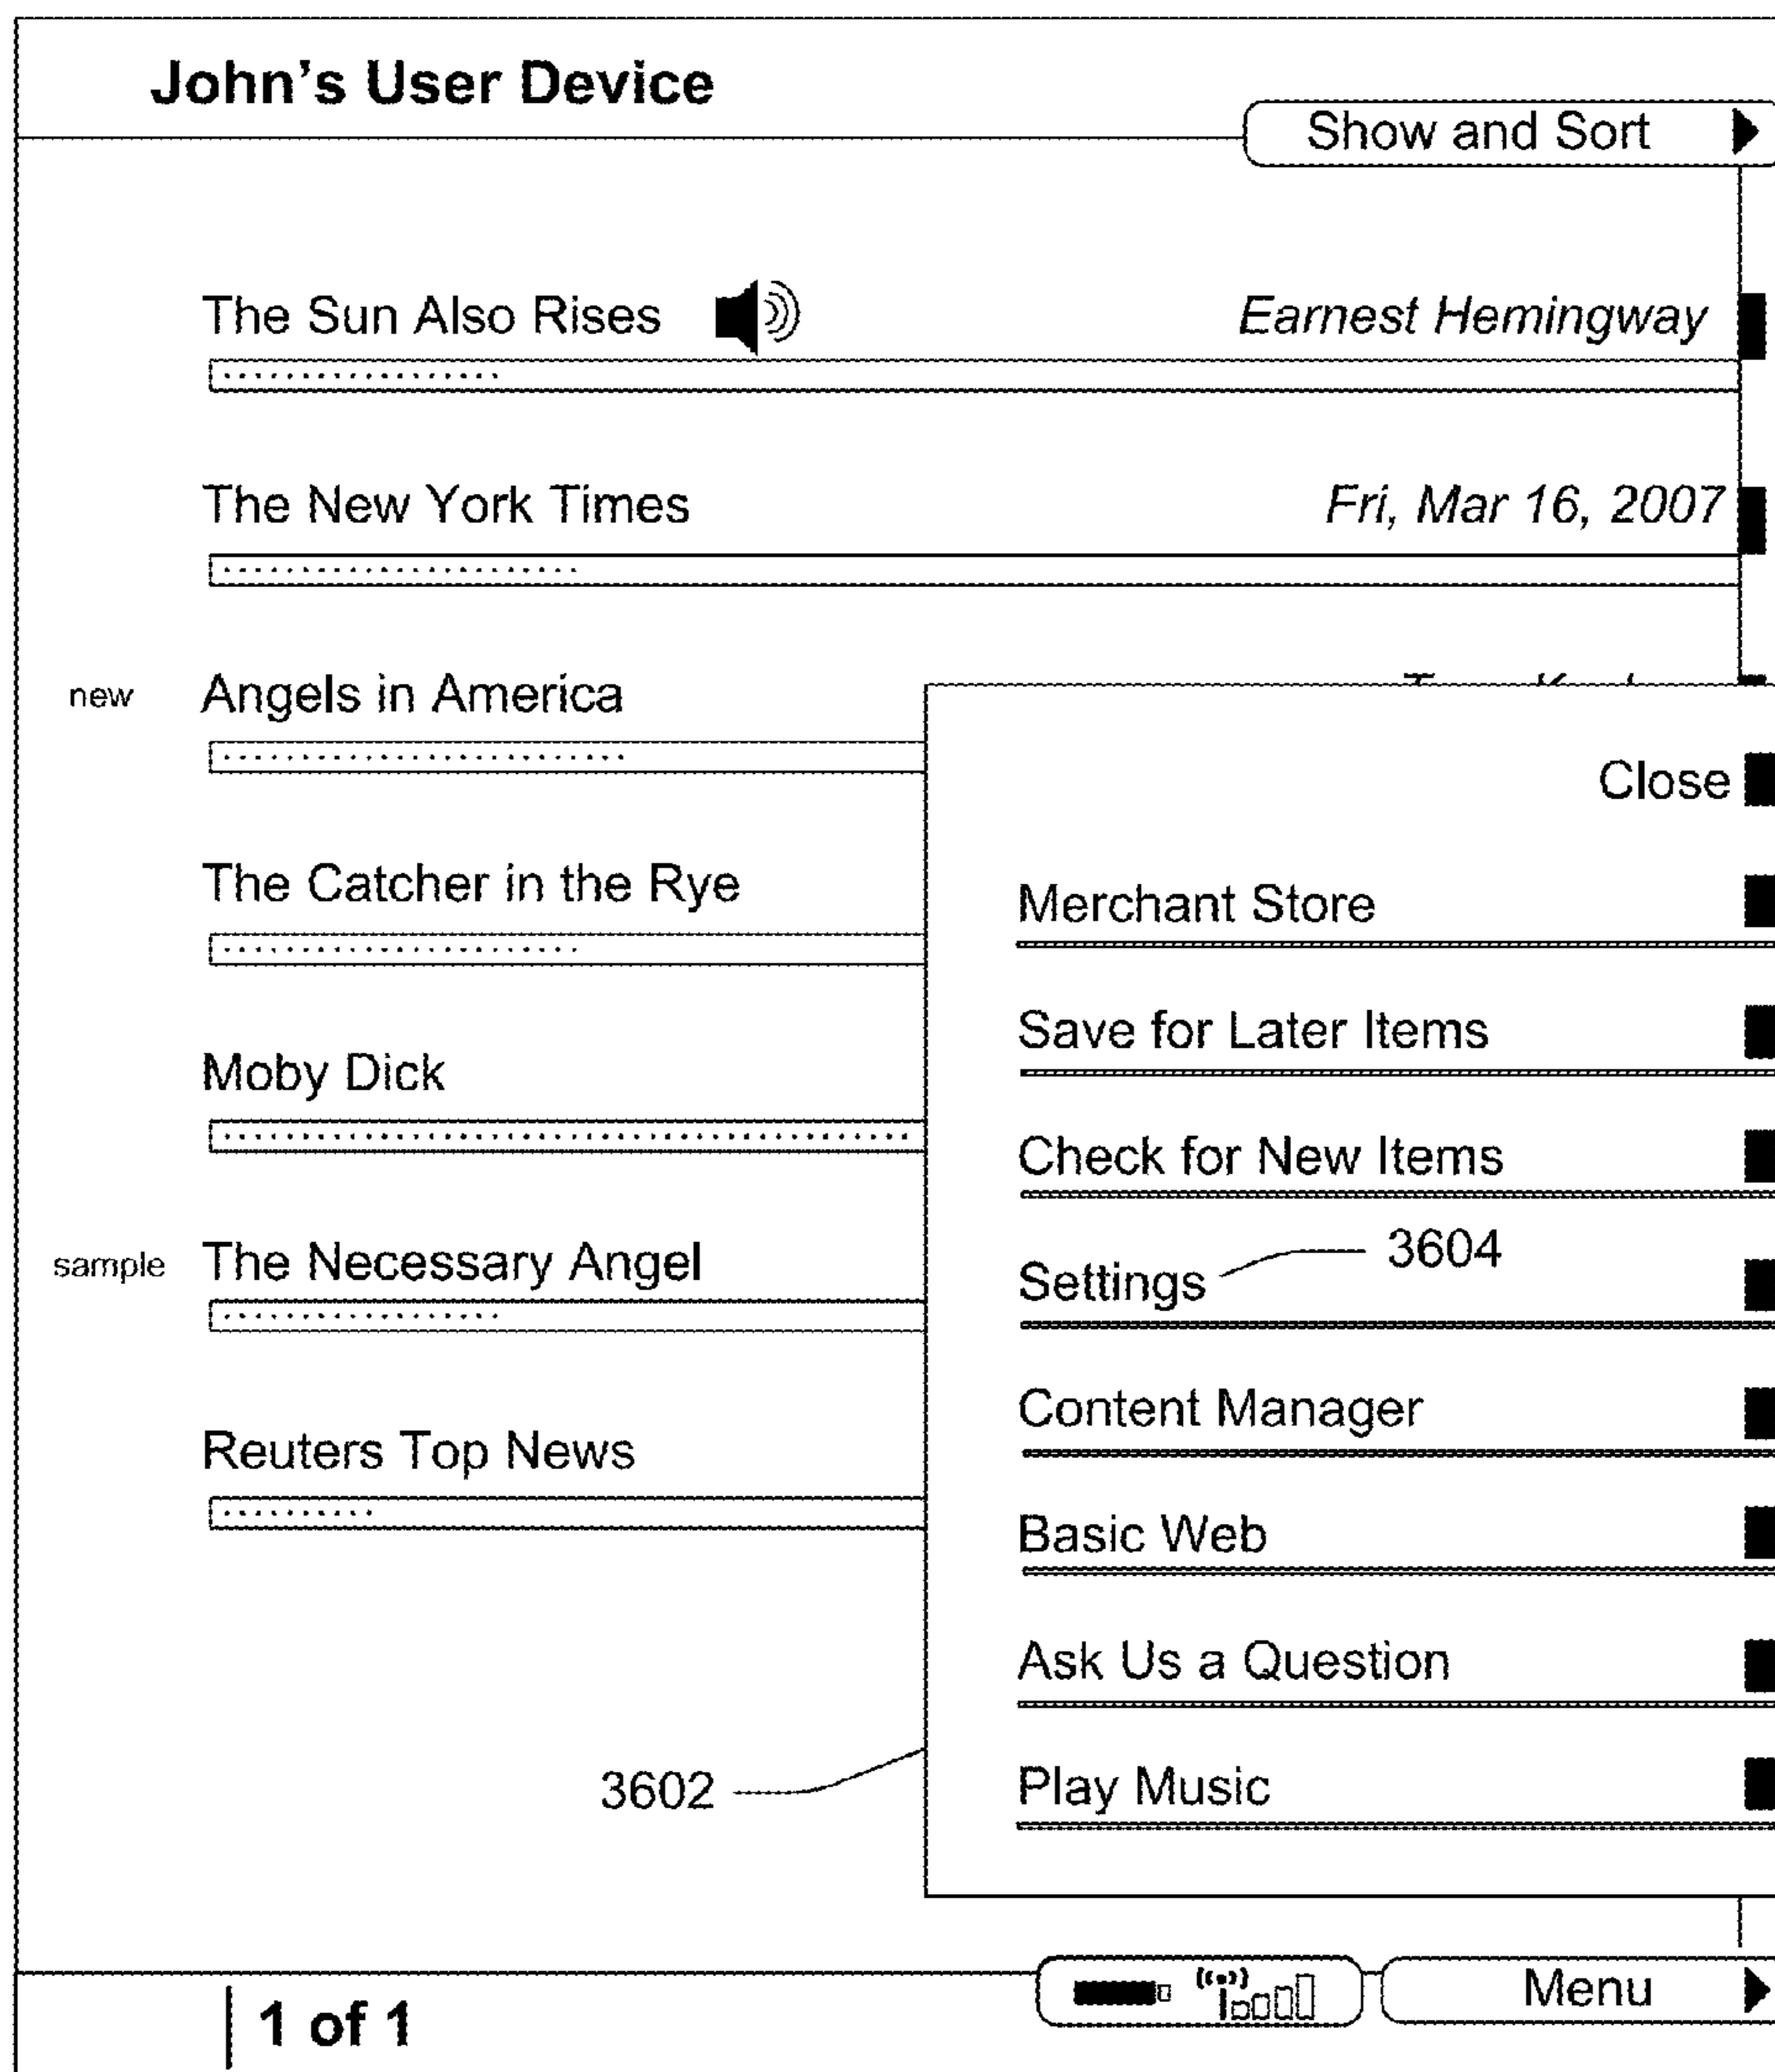 John's User Device
Show and Sort
The Sun Also Rises Earnest Hemingway
The New York Times Fri, Mar 16, 2007
new Angels in America
Close
The Catcher in the Rye
Merchant Store
Save for Later Items
Moby Dick
Check for New Items
3604
sample The Necessary Angel
Settings
Content Manager
Reuters Top News
Basic Web
Ask Us a Question
3602
Play Music
Menu
1 of 1